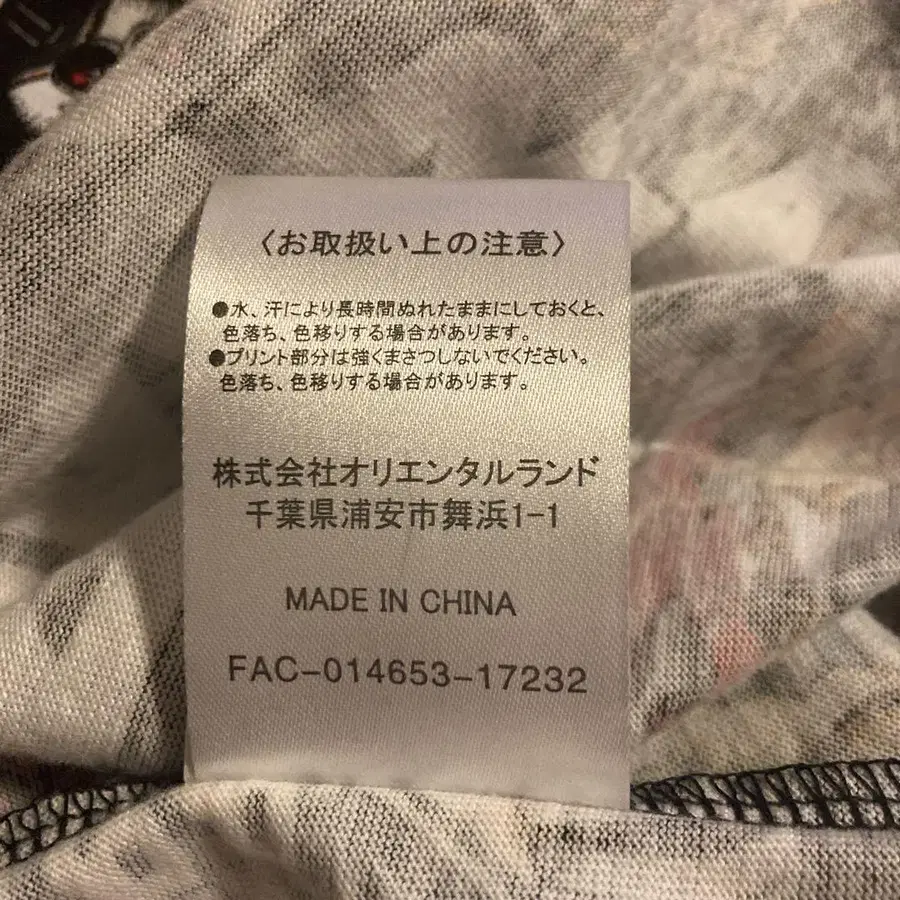 〈お取扱い上の注意〉
●水、汗により長時間ぬれたままにしておくと、
色落ち、色移りする場合があります。
●プリント部分は強くまさつしないでください。
色落ち、色移りする場合があります。
株式会社オリエンタルランド
千葉県浦安市舞浜1-1
MADE IN CHINA
FAC-014653-17232